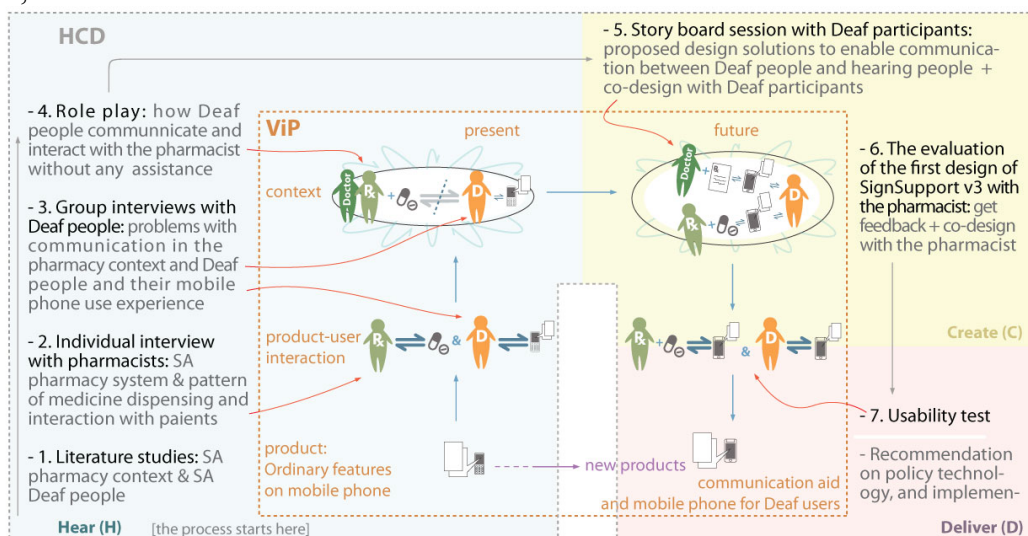 HCD
- 5. Story board session with Deaf participants:
proposed design solutions to enable communica-
tion between Deaf people and hearing people +
co-design with Deaf participants
- 4. Role play: how Deaf
people communnicate and
interact with the pharmacist
without any assistance
ViP
present
future
context
Doctor
Rx
+
D
Doctor
+
Rx
+
D
- 6. The evaluation
of the first design of
SignSupport v3 with
the pharmacist: get
feedback + co-design
with the pharmacist
- 3. Group interviews with
Deaf people: problems with
communication in the
pharmacy context and Deaf
people and their mobile
phone use experience
product-user
interaction
Rx
&
D
Rx
+
&
D
Create (C)
- 2. Individual interview
with pharmacists: SA
pharmacy system & pattern
of medicine dispensing and
interaction with paients
- 7. Usability test
- 1. Literature studies: SA
pharmacy context & SA
Deaf people
product:
Ordinary features
on mobile phone
new products
communication aid
and mobile phone for Deaf users
- Recommendation
on policy technol-
ogy, and implemen-
Hear (H)
[the process starts here]
Deliver (D)